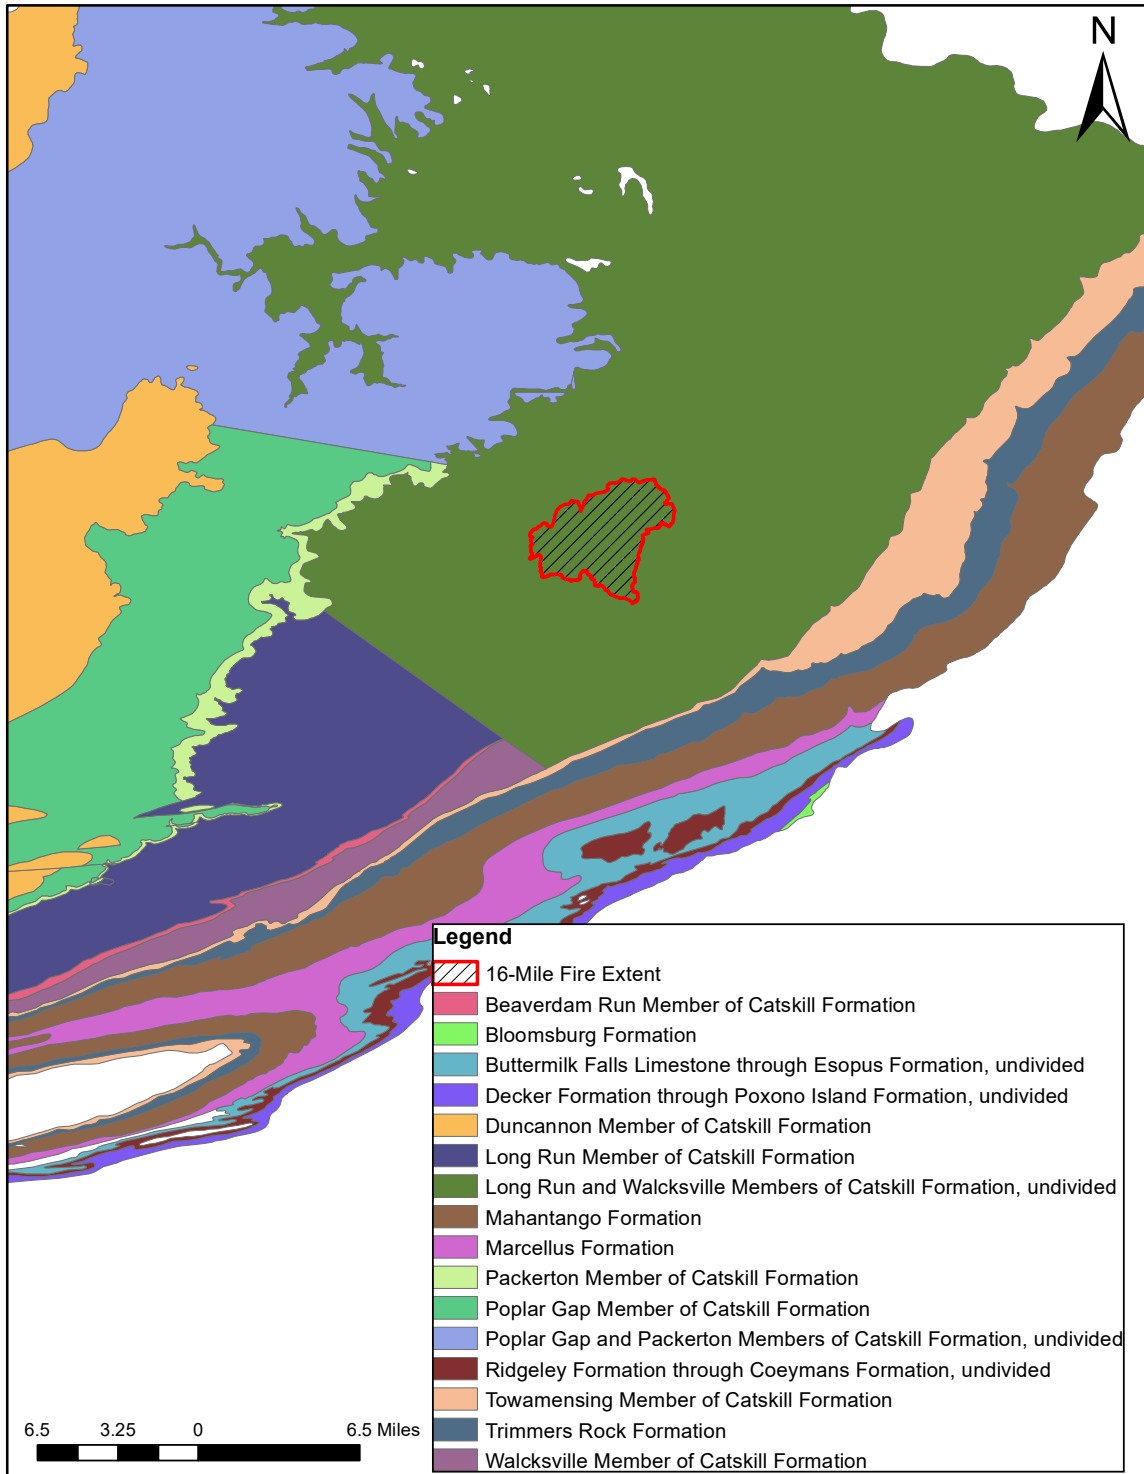 N
Legend
16-Mile Fire Extent
Beaverdam Run Member of Catskill Formation
Bloomsburg Formation
Buttermilk Falls Limestone through Esopus Formation, undivided
Decker Formation through Poxono Island Formation, undivided
Duncannon Member of Catskill Formation
Long Run Member of Catskill Formation
Long Run and Walcksville Members of Catskill Formation, undivided
Mahantango Formation
Marcellus Formation
Packerton Member of Catskill Formation
Poplar Gap Member of Catskill Formation
Poplar Gap and Packerton Members of Catskill Formation, undivided
Ridgeley Formation through Coeymans Formation, undivided
Towamensing Member of Catskill Formation
Trimmers Rock Formation
Walcksville Member of Catskill Formation
6.5 3.25 0 6.5 Miles